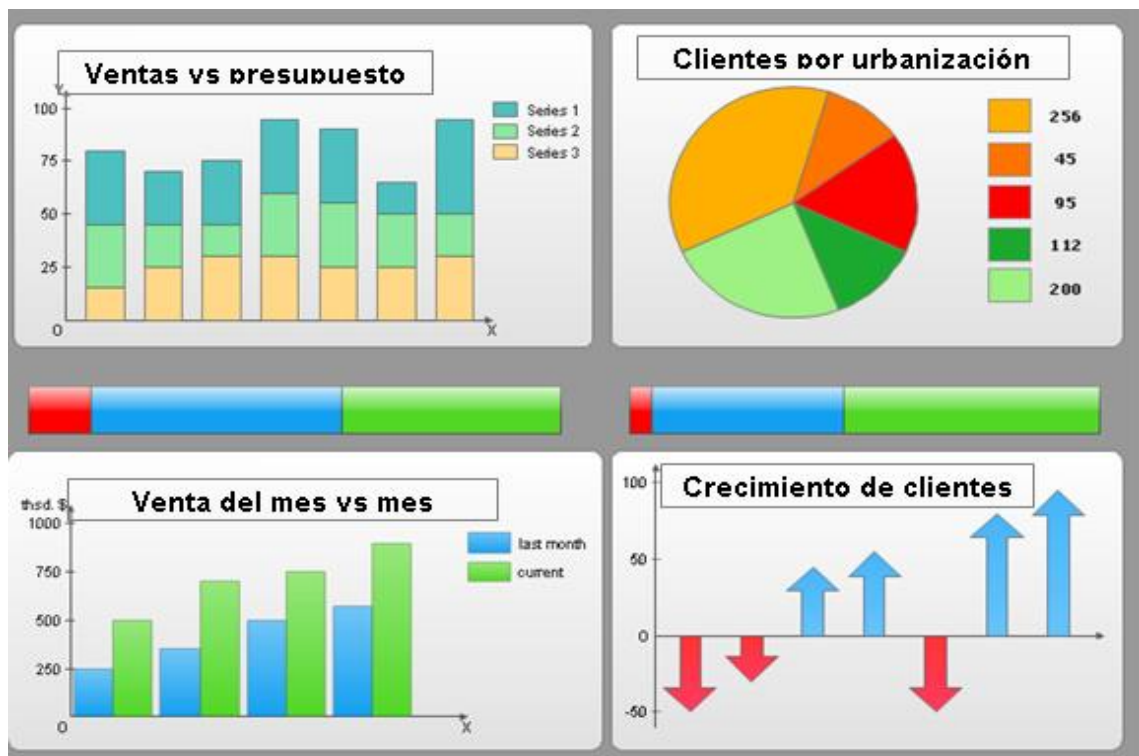 Ventas vs presupuesto
Y
100
75
50
25
0
X
Series 1
Series 2
Series 3
Clientes por urbanización
256
45
95
112
200
Venta del mes vs mes
thsd. $
1000
750
500
250
0
X
last month
current
Crecimiento de clientes
100
50
0
-50